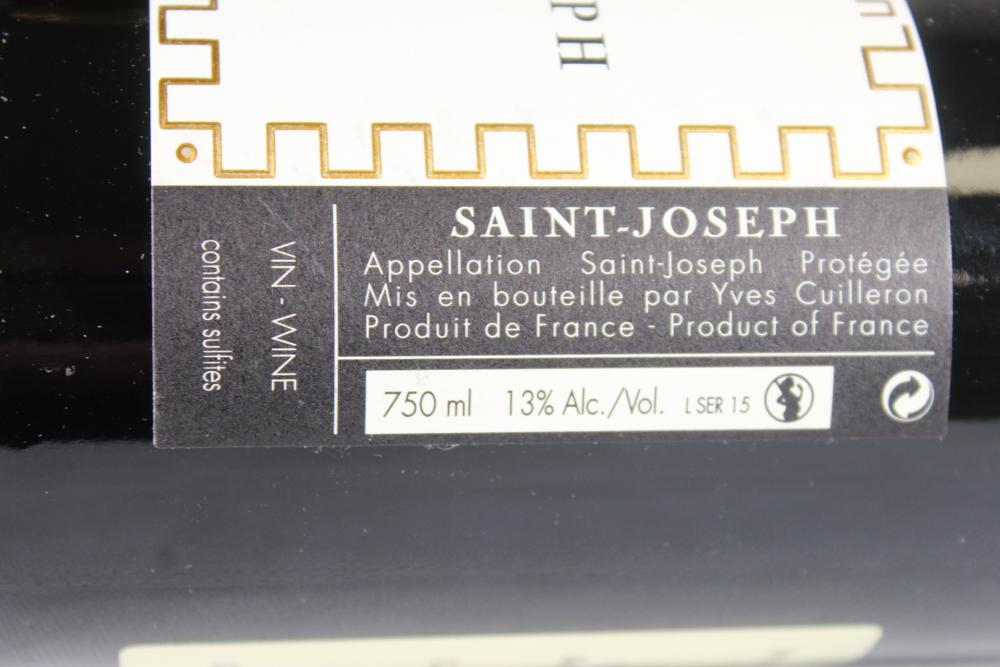 PH
SAINT-JOSEPH
Appellation Saint-Joseph Protégée
Mis en bouteille par Yves Cuilleron
Produit de France - Product of France
750 ml 13% Alc./Vol. L SER 15
VIN - WINE
contains sulfites